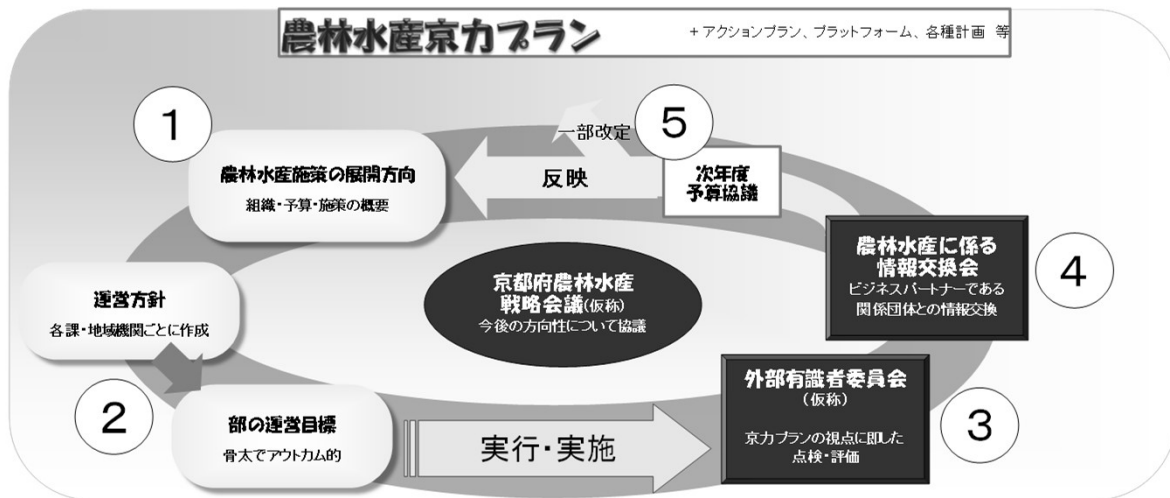 農林水産京力プラン
+アクションプラン、プラットフォーム、各種計画 等
1
農林水産施策の展開方向
組織・予算・施策の概要
一部改定
5
反映
次年度
予算協議
農林水産に係る
情報交換会
ビジネスパートナーである
関係団体との情報交換
4
京都府農林水産
戦略会議(仮称)
今後の方向性について協議
運営方針
各課・地域機関ごとに作成
2
部の運営目標
骨太でアウトカム的
実行・実施
外部有識者委員会
(仮称)
京力プランの視点に即した
点検・評価
3